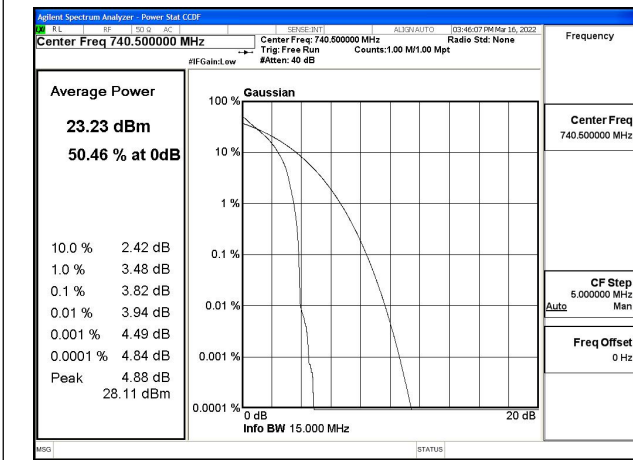 Agilent Spectrum Analyzer - Power Stat CCDF
RL RF 50 Ω AC SENSE:INT ALIGNAUTO 03:46:07 PM Mar 16, 2022
Center Freq 740.500000 MHz
Center Freq: 740.500000 MHz Radio Std: None
Trig: Free Run Counts:1.00 M/1.00 Mpt
#IFGain:Low #Atten: 40 dB
Frequency
Average Power
23.23 dBm
50.46 % at 0dB
10.0 % 2.42 dB
1.0 % 3.48 dB
0.1 % 3.82 dB
0.01 % 3.94 dB
0.001 % 4.49 dB
0.0001 % 4.84 dB
Peak 4.88 dB
28.11 dBm
Gaussian
100 %
10 %
1 %
0.1 %
0.01 %
0.001 %
0.0001 %
0 dB 20 dB
Info BW 15.000 MHz
Center Freq
740.500000 MHz
CF Step
5.000000 MHz
Auto Man
Freq Offset
0 Hz
MSG STATUS